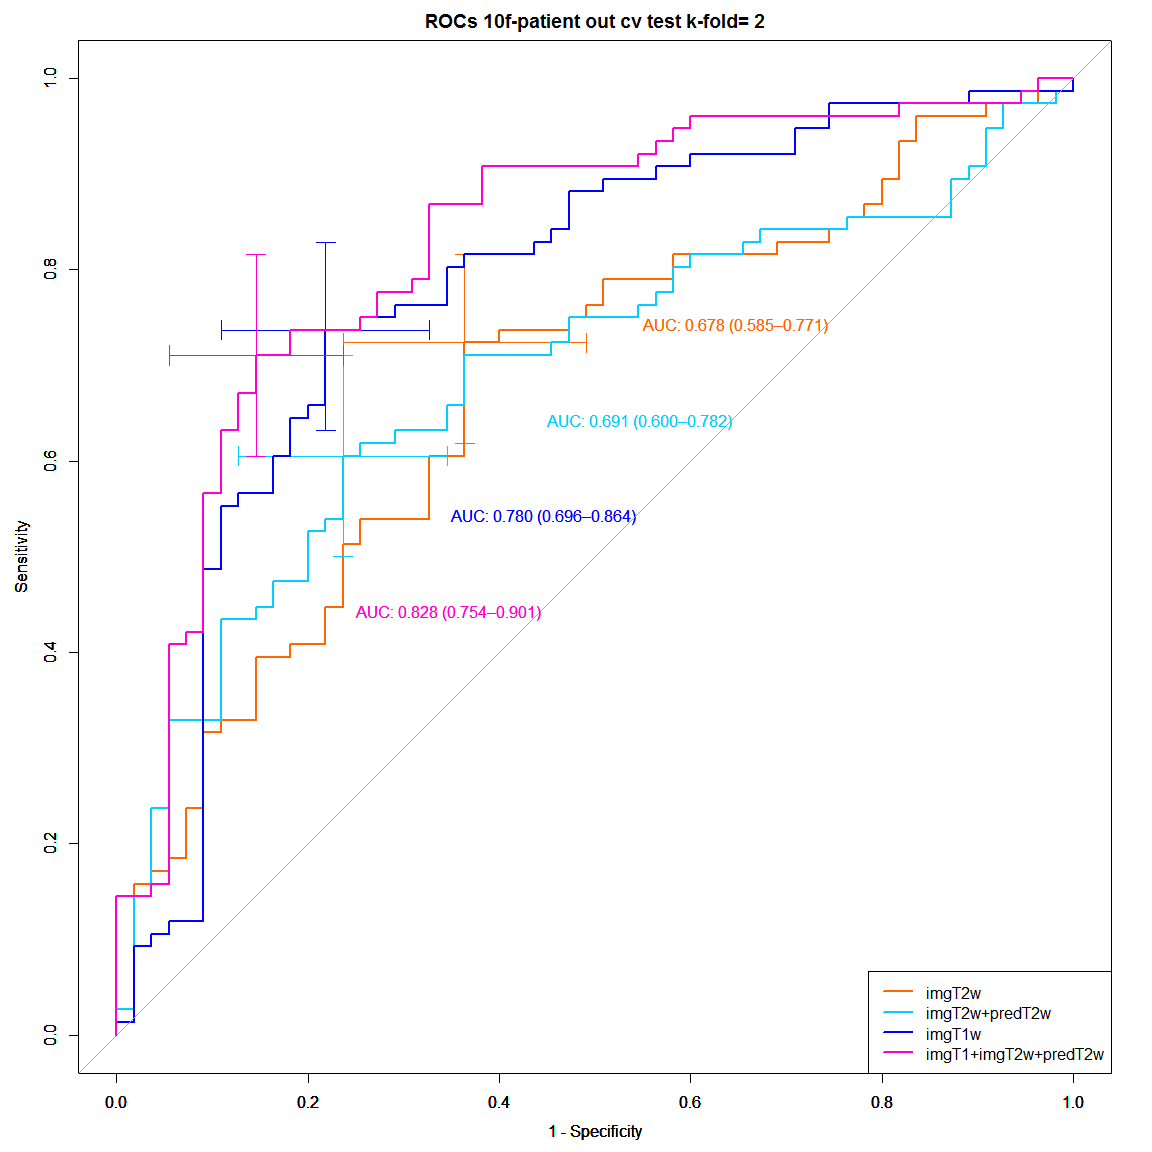 ROCs 10f-patient out cv test k-fold= 2
Sensitivity
1.0
0.8
0.6
0.4
0.2
0.0
AUC: 0.678 (0.585–0.771)
AUC: 0.691 (0.600–0.782)
AUC: 0.780 (0.696–0.864)
AUC: 0.828 (0.754–0.901)
imgT2w
imgT2w+predT2w
imgT1w
imgT1+imgT2w+predT2w
0.0 0.2 0.4 0.6 0.8 1.0
1 - Specificity